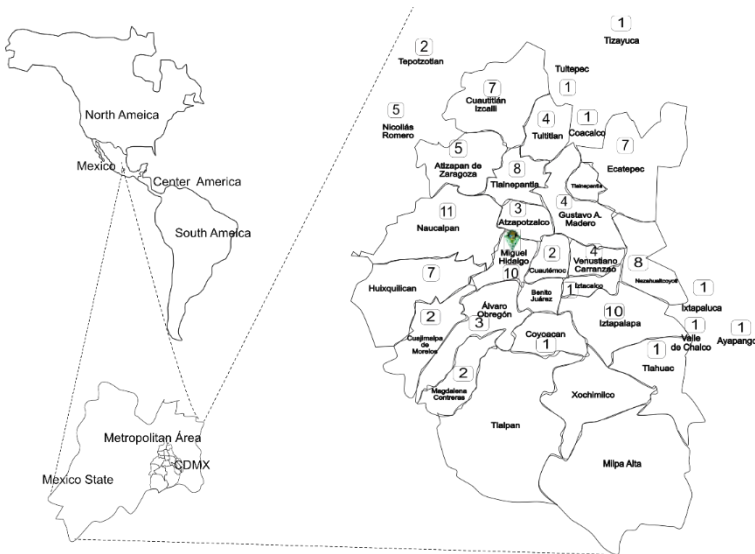 North Ameica
Mexico
Center America
South Ameica
Metropolitan Área
CDMX
Mexico State
1
Tizayuca
2
Tepotzotlan
Tultepec
1
7
Cuautitlán
Izcalli
5
Nicollás
Romero
4
Tultitlan
1
Coacalco
7
Ecatepec
5
Atizapan de
Zaragoza
8
Tlalnepantla
Tlalnepantla
4
Gustavo A.
Madero
3
Atzapotzalco
11
Naucalpan
Miguel
Hidalgo
10
2
Cuautémoc
4
Venustiano
Carranzao
8
Nezahualicoyotl
7
Huixquilican
1
Iztacalco
Benito
Juárez
1
Ixtapaluca
10
Iztapalapa
1
Valle
de Chalco
1
Ayapango
2
Cuajimalpa
de
Morelos
Álvaro
Obregón
3
Coyoacan
1
1
Tlahuac
2
Magdalena
Contreras
Xochimilco
Tlalpan
Milpa Alta